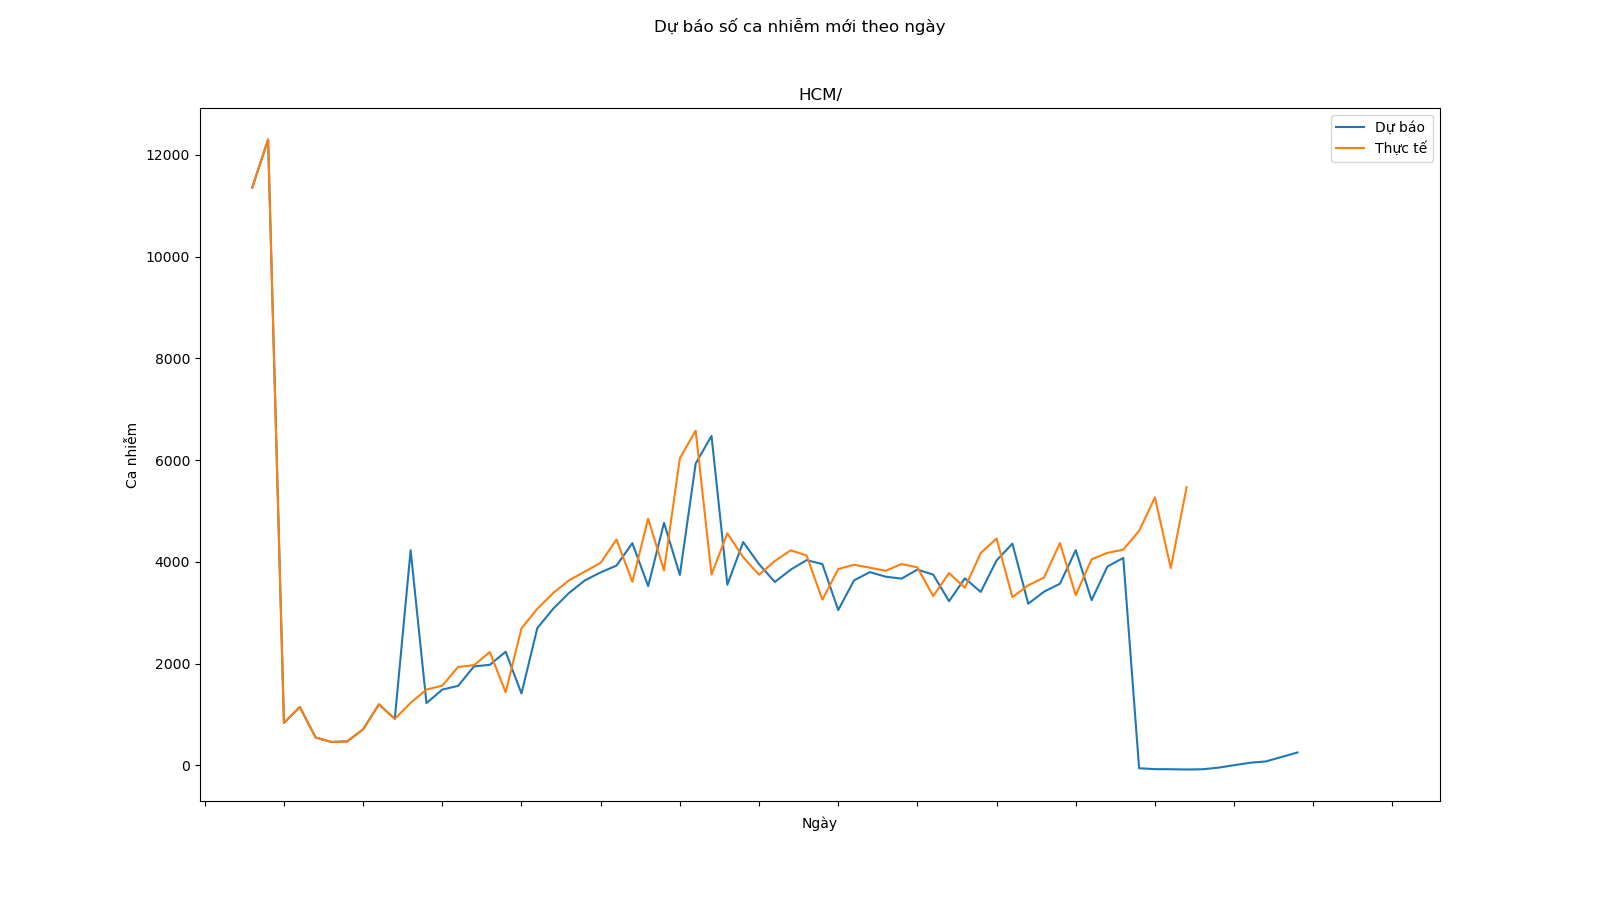 Dự báo số ca nhiễm mới theo ngày
HCM/
Dự báo
Thực tế
12000
10000
8000
6000
4000
2000
0
Ca nhiễm
Ngày